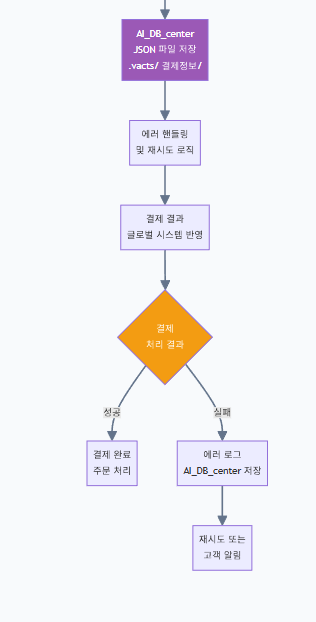 AI_DB_center
JSON 파일 저장
.vacts/ 결제정보/
에러 핸들링
및 재시도 로직
결제 결과
글로벌 시스템 반영
결제
처리 결과
성공
실패
결제 완료
주문 처리
에러 로그
AI_DB_center 저장
재시도 또는
고객 알림